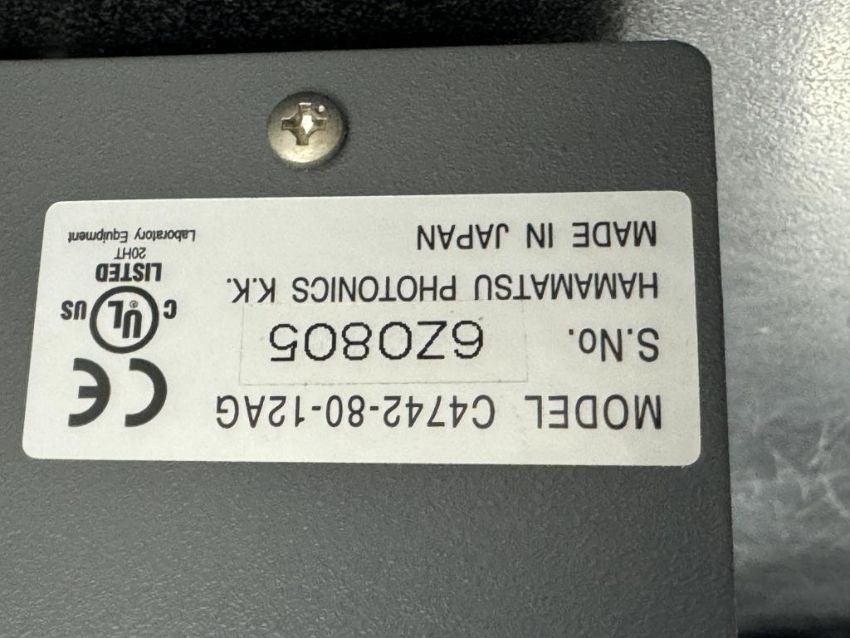 MODEL C4742-80-12AG
S.No. 6Z0805
HAMAMATSU PHOTONICS K.K.
MADE IN JAPAN
CE
C UL® US
LISTED
20HT
Laboratory Equipment